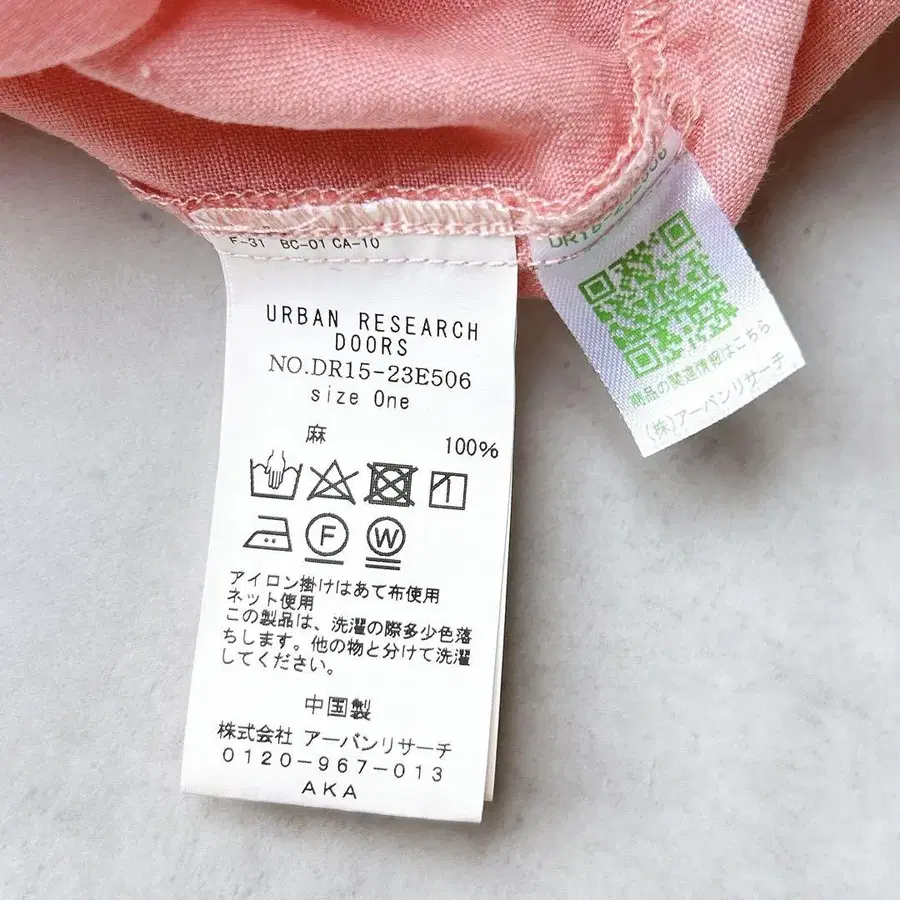 F-31 BC-01 CA-10
URBAN RESEARCH
DOORS
NO.DR15-23E506
size One
麻 100%
F W
アイロン掛けはあて布使用
ネット使用
この製品は、洗濯の際多少色落
ちします。他の物と分けて洗濯
してください。
中国製
株式会社 アーバンリサーチ
0120-967-013
AKA
商品の関連情報はこちら
(株)アーバンリサーチ